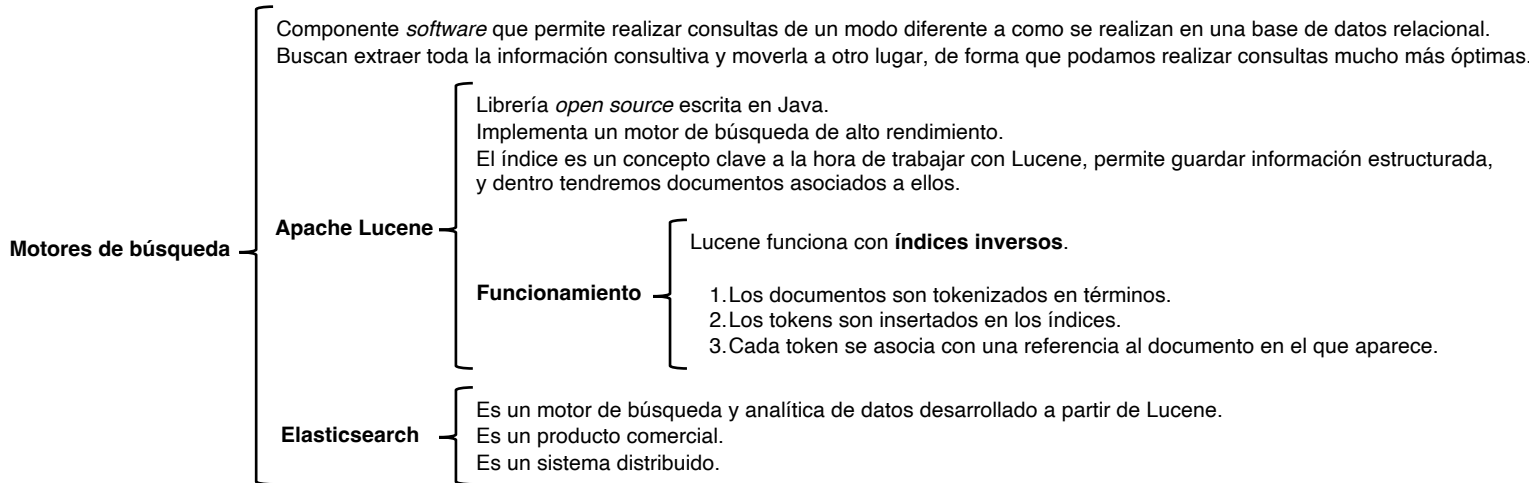 Componente software que permite realizar consultas de un modo diferente a como se realizan en una base de datos relacional.
Buscan extraer toda la información consultiva y moverla a otro lugar, de forma que podamos realizar consultas mucho más óptimas.
Librería open source escrita en Java.
Implementa un motor de búsqueda de alto rendimiento.
El índice es un concepto clave a la hora de trabajar con Lucene, permite guardar información estructurada,
y dentro tendremos documentos asociados a ellos.
Apache Lucene
Motores de búsqueda
Lucene funciona con índices inversos.
Funcionamiento
1.Los documentos son tokenizados en términos.
2.Los tokens son insertados en los índices.
3.Cada token se asocia con una referencia al documento en el que aparece.
Es un motor de búsqueda y analítica de datos desarrollado a partir de Lucene.
Elasticsearch
Es un producto comercial.
Es un sistema distribuido.